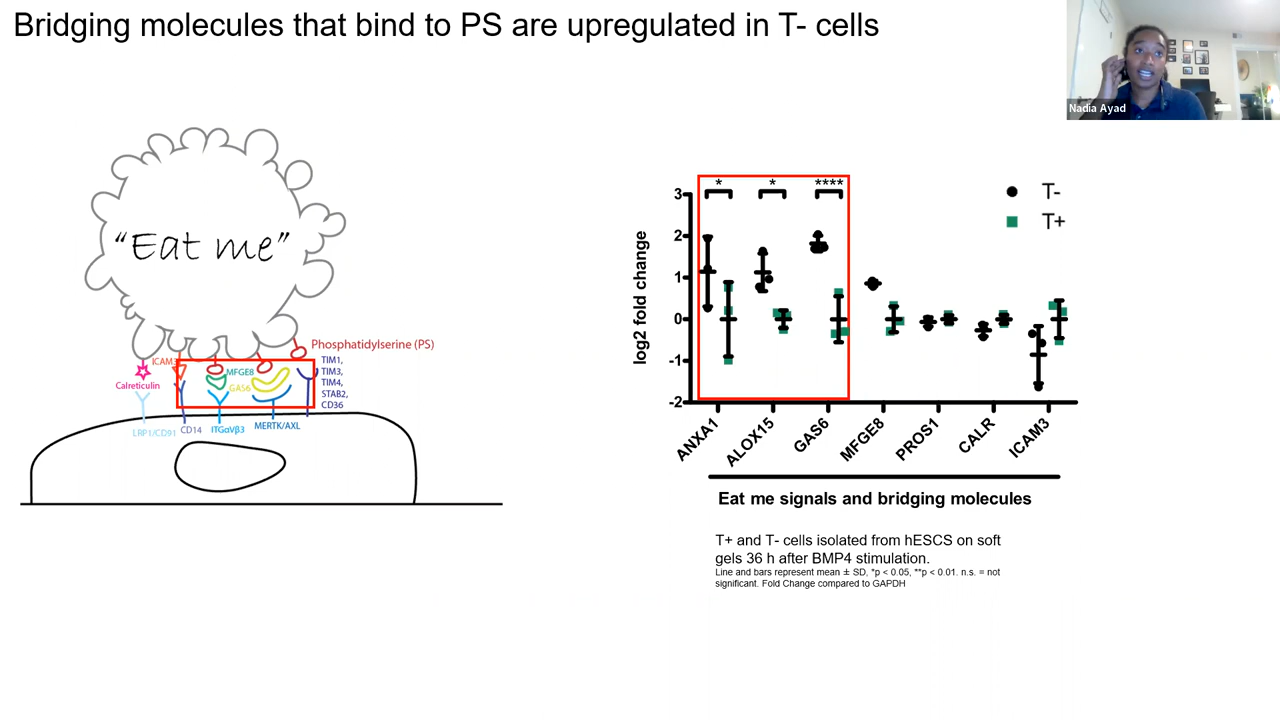 Bridging molecules that bind to PS are upregulated in T- cells
Nadia Ayad
“Eat me”
Phosphatidylserine (PS)
ICAM3
MFGE8
GAS6
TIM1,
TIM3,
TIM4,
STAB2,
CD36
Calreticulin
LRP1/CD91
CD14
ITGαVβ3
MERTK/AXL
log2 fold change
3
2
1
0
-1
-2
* * ****
T-
T+
ANXA1
ALOX15
GAS6
MFGE8
PROS1
CALR
ICAM3
Eat me signals and bridging molecules
T+ and T- cells isolated from hESCS on soft
gels 36 h after BMP4 stimulation.
Line and bars represent mean ± SD, *p < 0.05, **p < 0.01. n.s. = not
significant. Fold Change compared to GAPDH